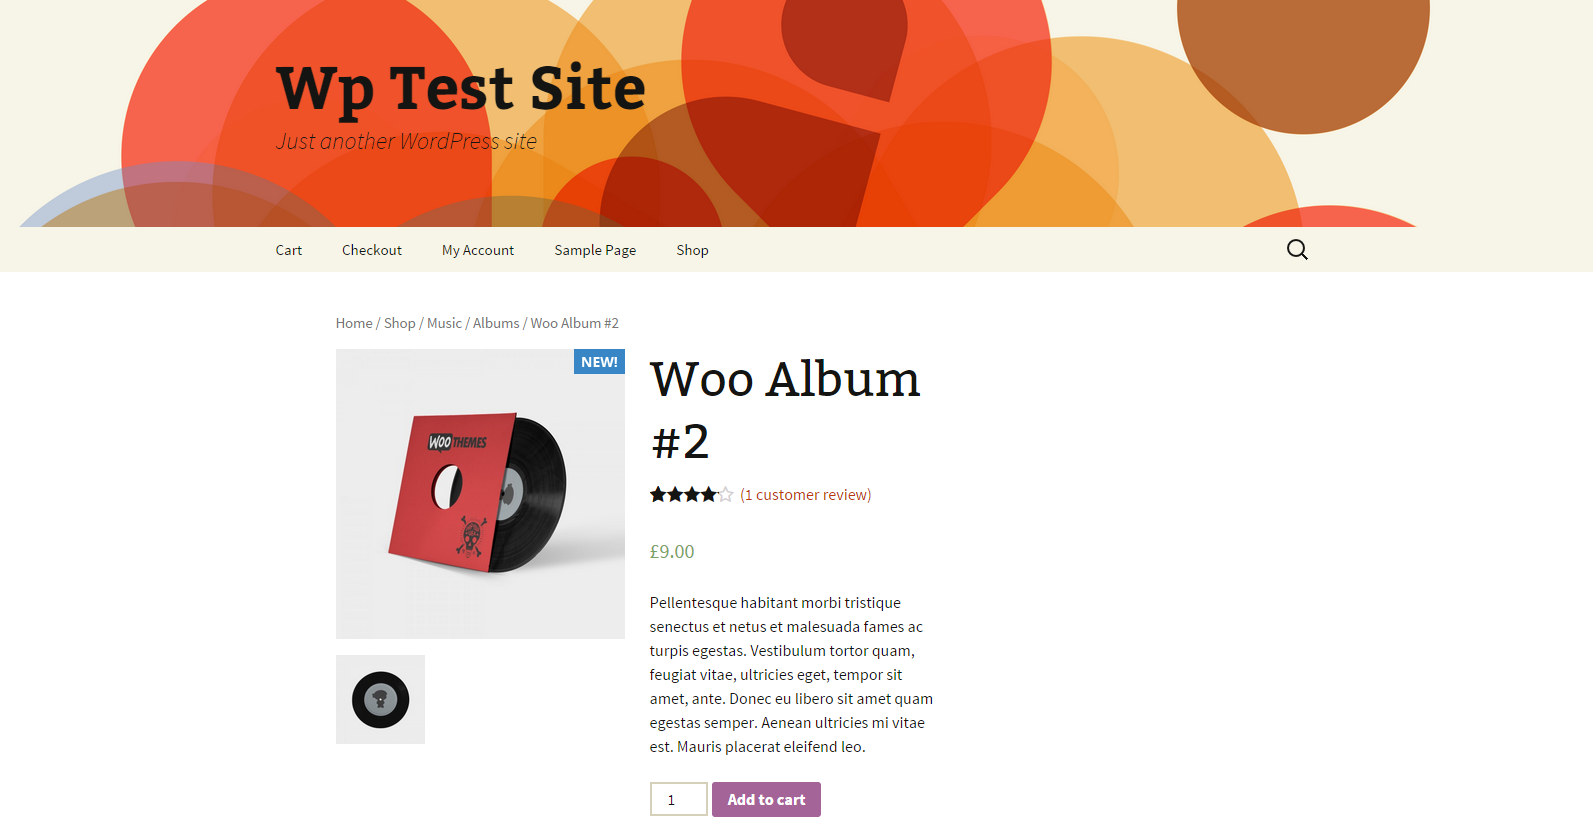 Wp Test Site
Just another WordPress site
Cart Checkout My Account Sample Page Shop
Home / Shop / Music / Albums / Woo Album #2
NEW!
WOO THEMES
Woo Album
#2
(1 customer review)
£9.00
Pellentesque habitant morbi tristique
senectus et netus et malesuada fames ac
turpis egestas. Vestibulum tortor quam,
feugiat vitae, ultricies eget, tempor sit
amet, ante. Donec eu libero sit amet quam
egestas semper. Aenean ultricies mi vitae
est. Mauris placerat eleifend leo.
1 Add to cart